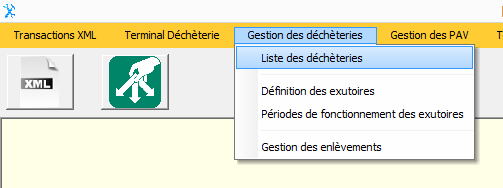 Transactions XML Terminal Déchèterie Gestion des déchèteries Gestion des PAV
Liste des déchèteries
XML
Définition des exutoires
Périodes de fonctionnement des exutoires
Gestion des enlèvements